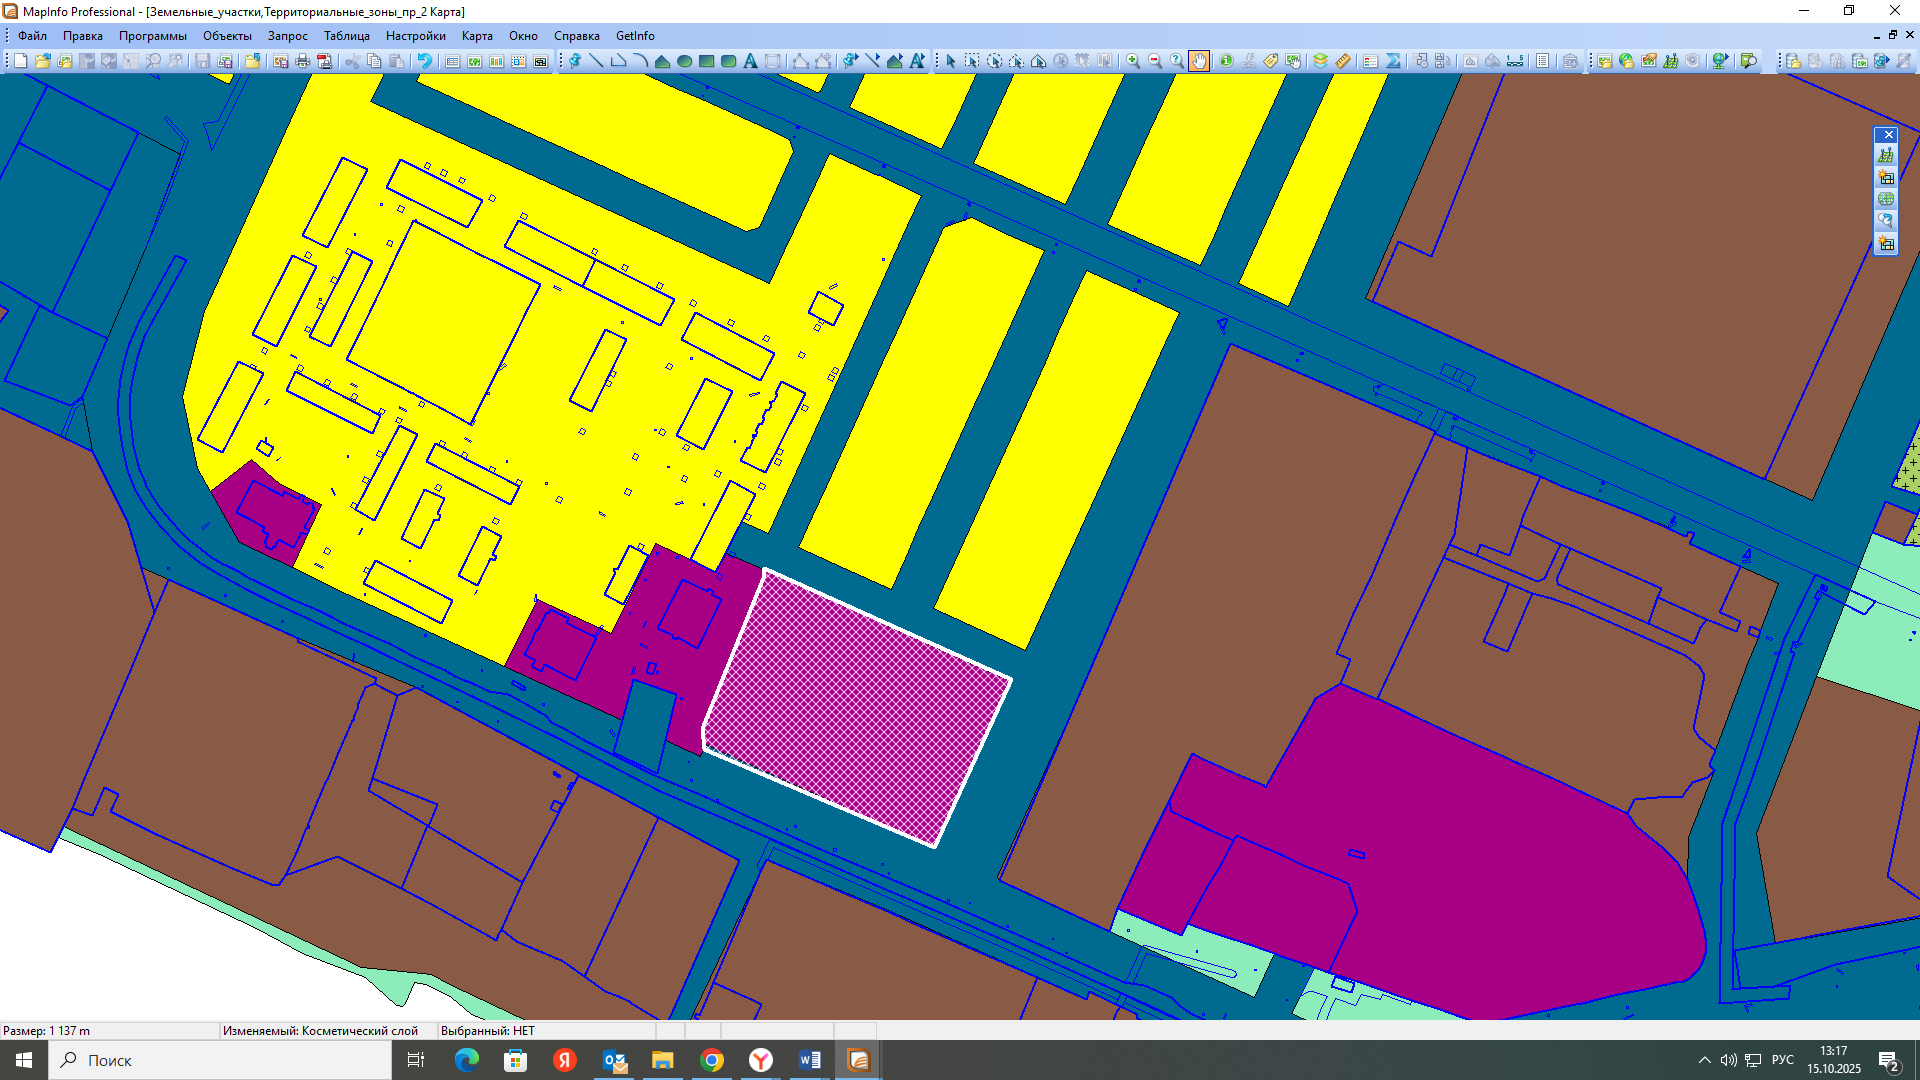 MapInfo Professional - [Земельные_участки,Территориальные_зоны_пр_2 Карта]
Файл Правка Программы Объекты Запрос Таблица Настройки Карта Окно Справка GetInfo
Размер: 1 137 m Изменяемый: Косметический слой Выбранный: НЕТ
Поиск
РУС
13:17
15.10.2025
2